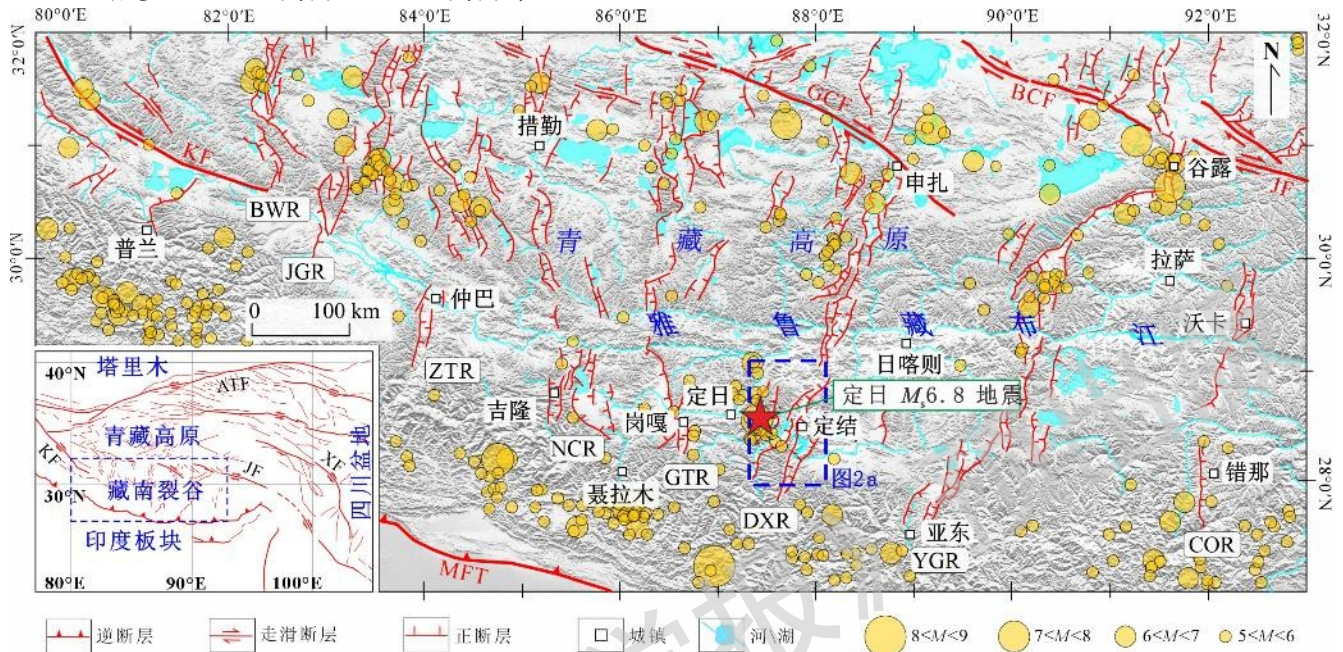 80°0′E 82°0′E 84°0′E 86°0′E 88°0′E 90°0′E 92°0′E
32°0′N 32°0′N
N
GCF
BCF
措勤
KF
谷露
申扎
JF
BWR
普兰
青藏高原
30°0′N 30°0′N
JGR
拉萨
仲巴
0 100 km
雅鲁藏布江
沃卡
日喀则
ZTR
定日
定日 Ms6.8 地震
吉隆
岗嘎
定结
NCR
GTR
错那
28°0′N
图2a
聂拉木
DXR
亚东
COR
YGR
MFT
塔里木
40°N
ATF
青藏高原
四川盆地
KF
JF
XF
藏南裂谷
30°N
印度板块
80°E 90°E 100°E
逆断层 走滑断层 正断层 城镇 河\湖 8<M<9 7<M<8 6<M<7 5<M<6